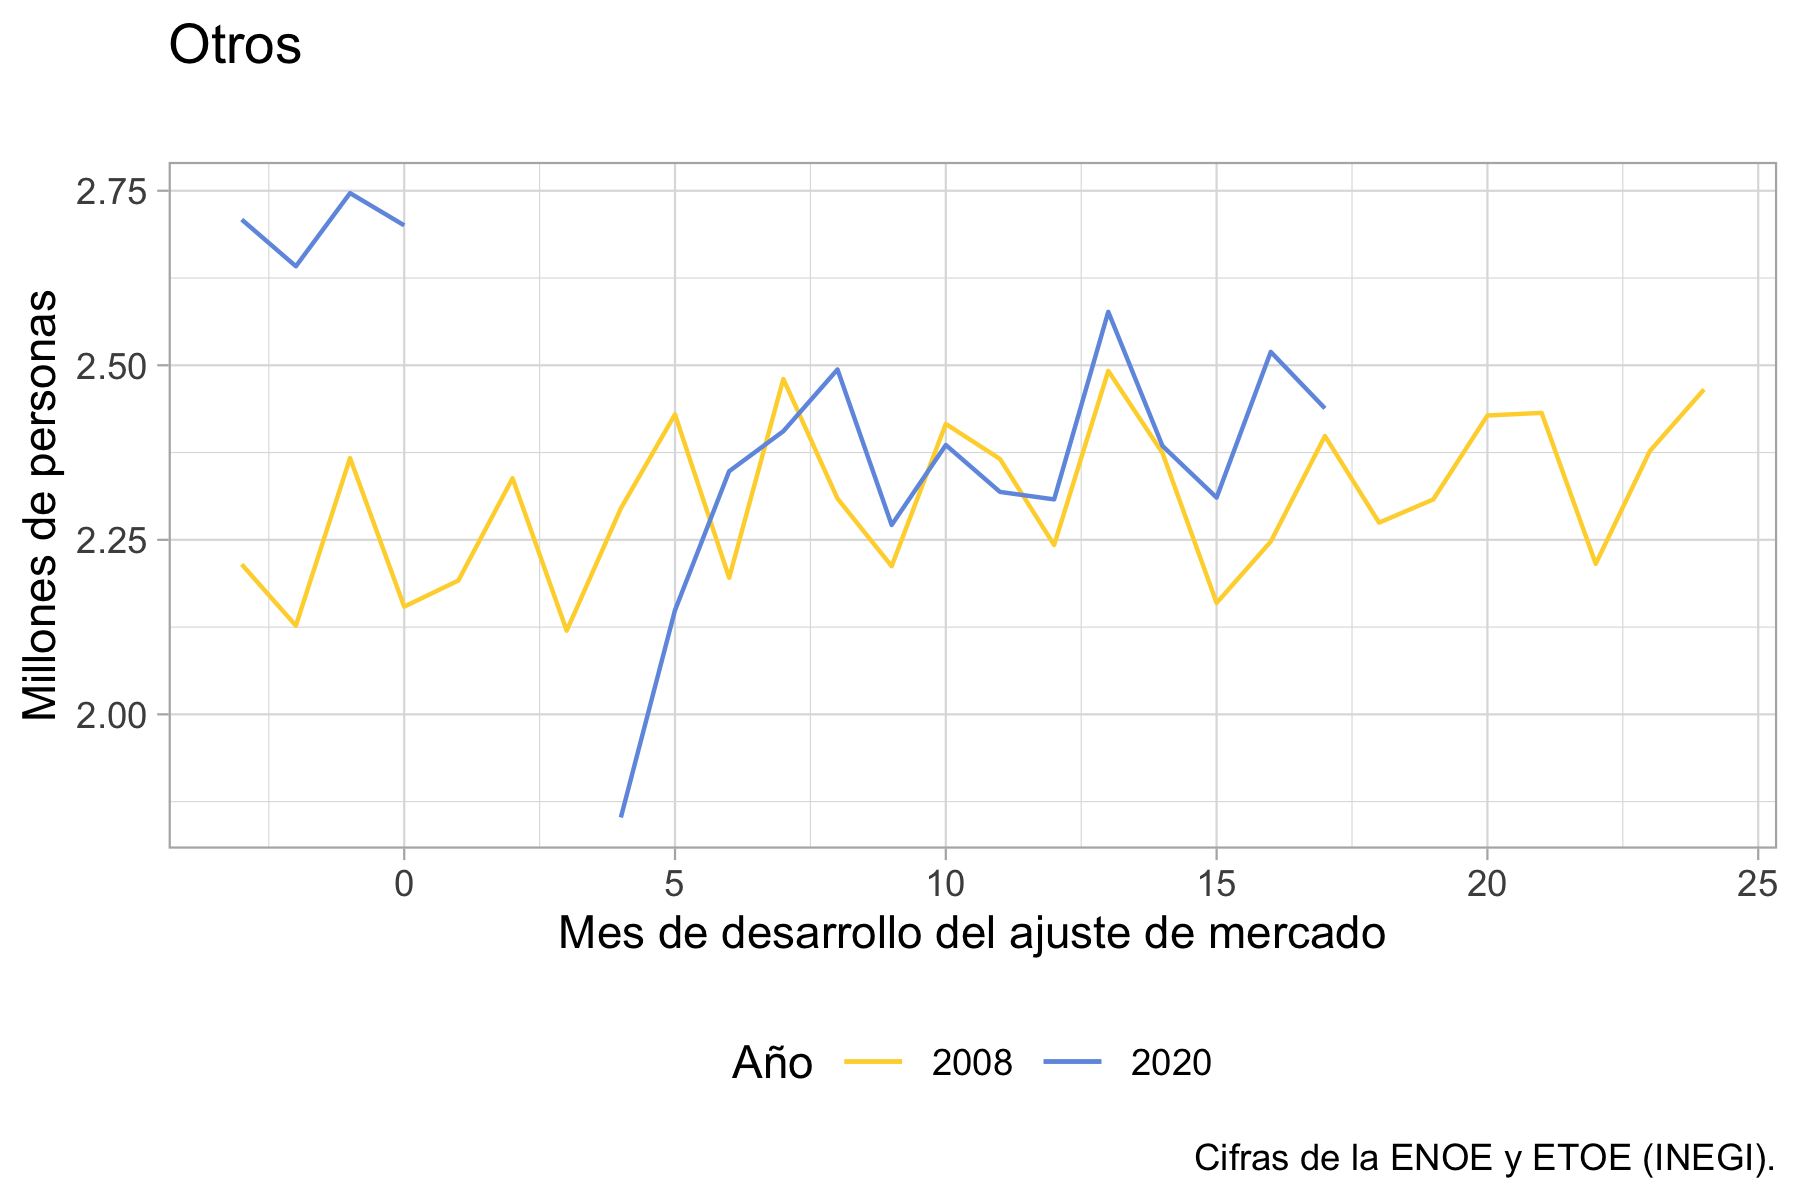 Otros
Millones de personas
2.75
2.50
2.25
2.00
0 5 10 15 20 25
Mes de desarrollo del ajuste de mercado
Año 2008 2020
Cifras de la ENOE y ETOE (INEGI).